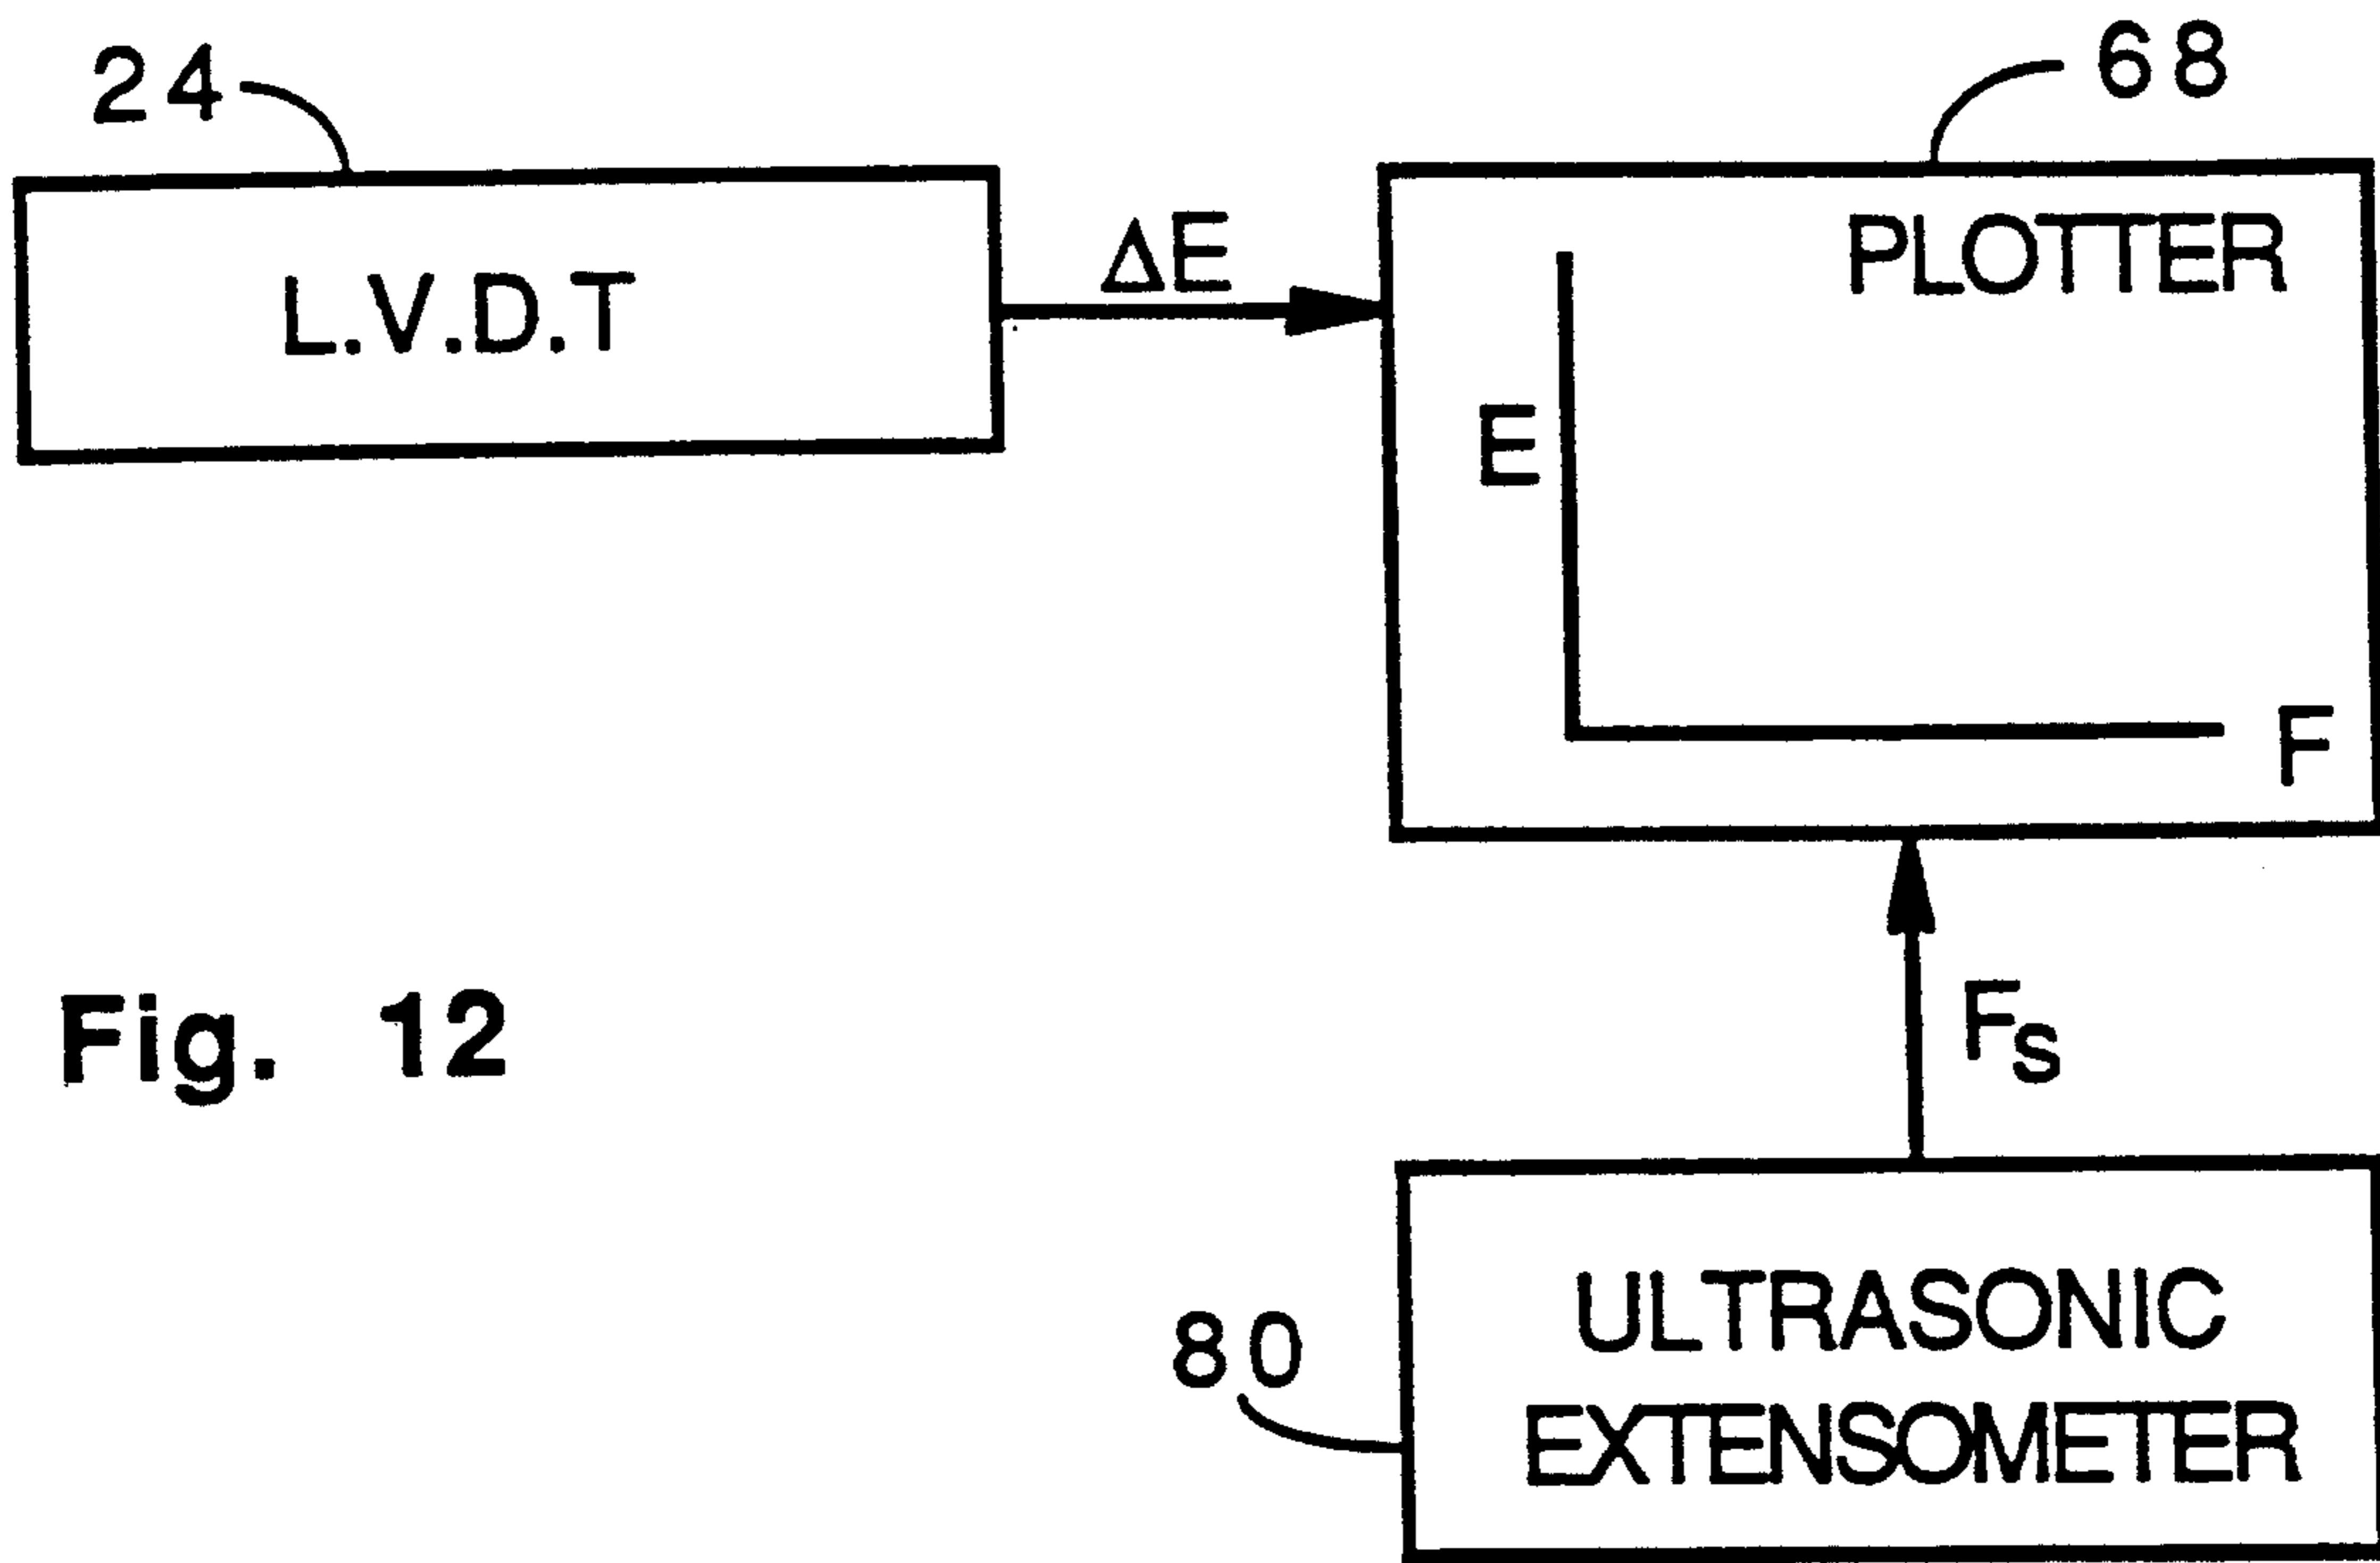 24
68
L.V.D.T
ΔE
PLOTTER
E
F
Fig. 12
Fs
80
ULTRASONIC
EXTENSOMETER